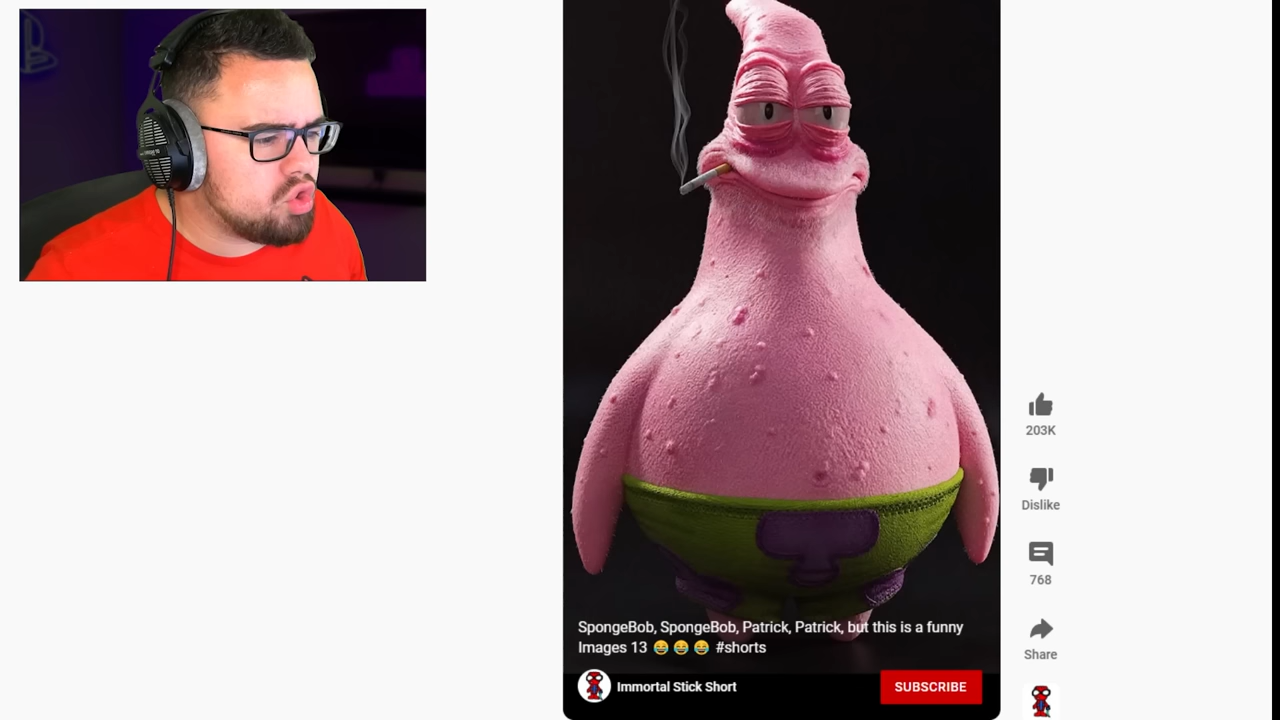 203K
Dislike
768
Share
SpongeBob, SpongeBob, Patrick, Patrick, but this is a funny
Images 13 😂 😂 😂 #shorts
Immortal Stick Short
SUBSCRIBE